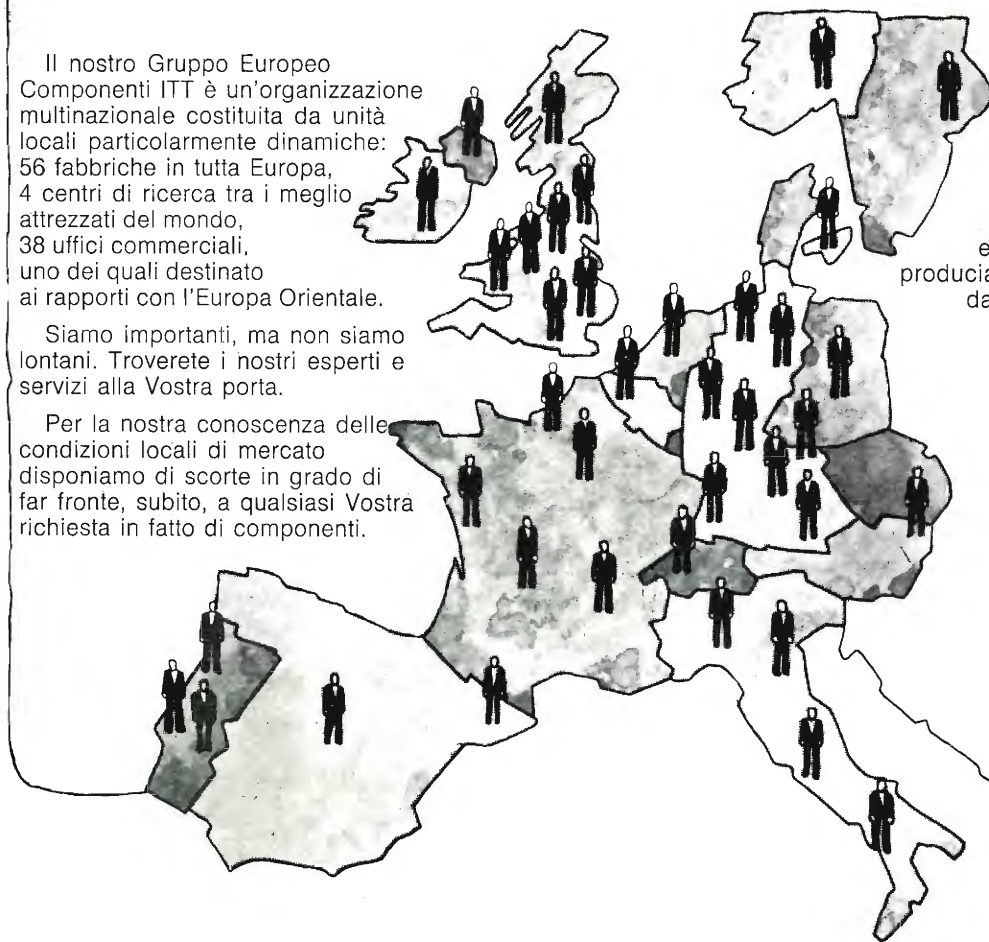 Il nostro Gruppo Europeo
Componenti ITT è un'organizzazione
multinazionale costituita da unità
locali particolarmente dinamiche:
56 fabbriche in tutta Europa,
4 centri di ricerca tra i meglio
attrezzati del mondo,
38 uffici commerciali,
uno dei quali destinato
ai rapporti con l'Europa Orientale.
Siamo importanti, ma non siamo
lontani. Troverete i nostri esperti e
servizi alla Vostra porta.
Per la nostra conoscenza delle
condizioni locali di mercato
disponiamo di scorte in grado di
far fronte, subito, a qualsiasi Vostra
richiesta in fatto di componenti.
e
producia
da